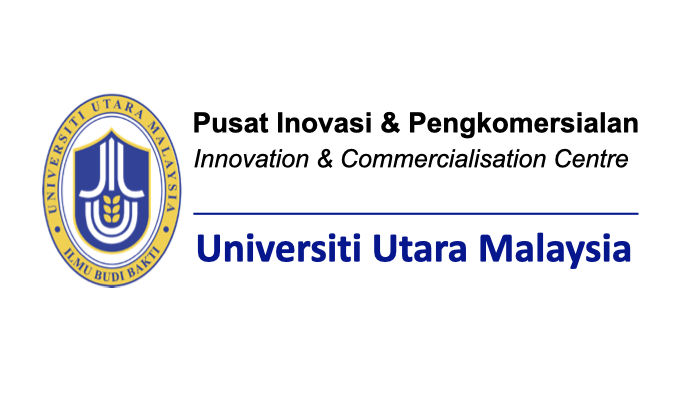 UNIVERSITI UTARA MALAYSIA
ILMU BUDI BAKTI
Pusat Inovasi & Pengkomersialan
Innovation & Commercialisation Centre
Universiti Utara Malaysia